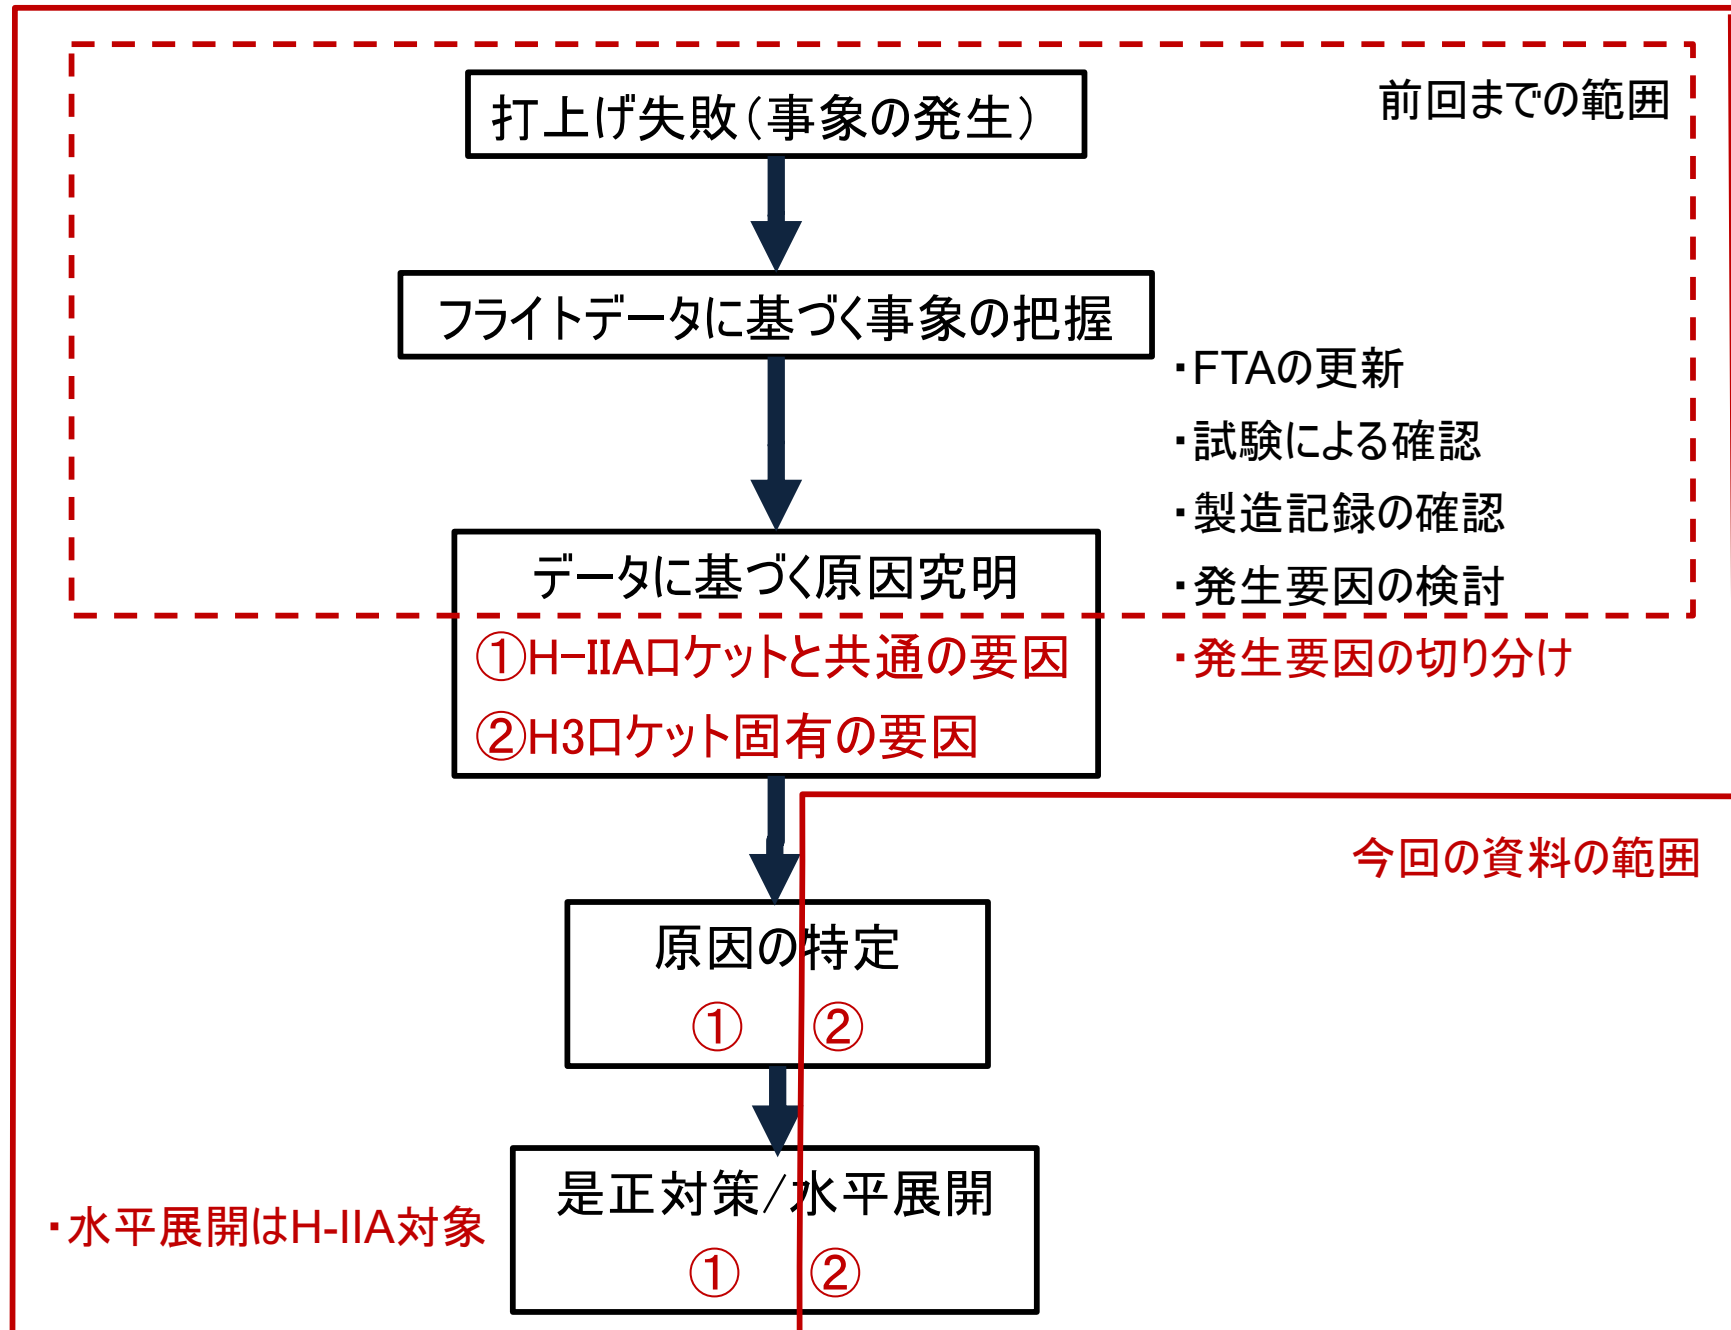 前回までの範囲
打上げ失敗（事象の発生）
フライトデータに基づく事象の把握
・FTAの更新
・試験による確認
・製造記録の確認
・発生要因の検討
・発生要因の切り分け
データに基づく原因究明
①H-IIAロケットと共通の要因
②H3ロケット固有の要因
今回の資料の範囲
原因の特定
① ②
是正対策/水平展開
① ②
・水平展開はH-IIA対象